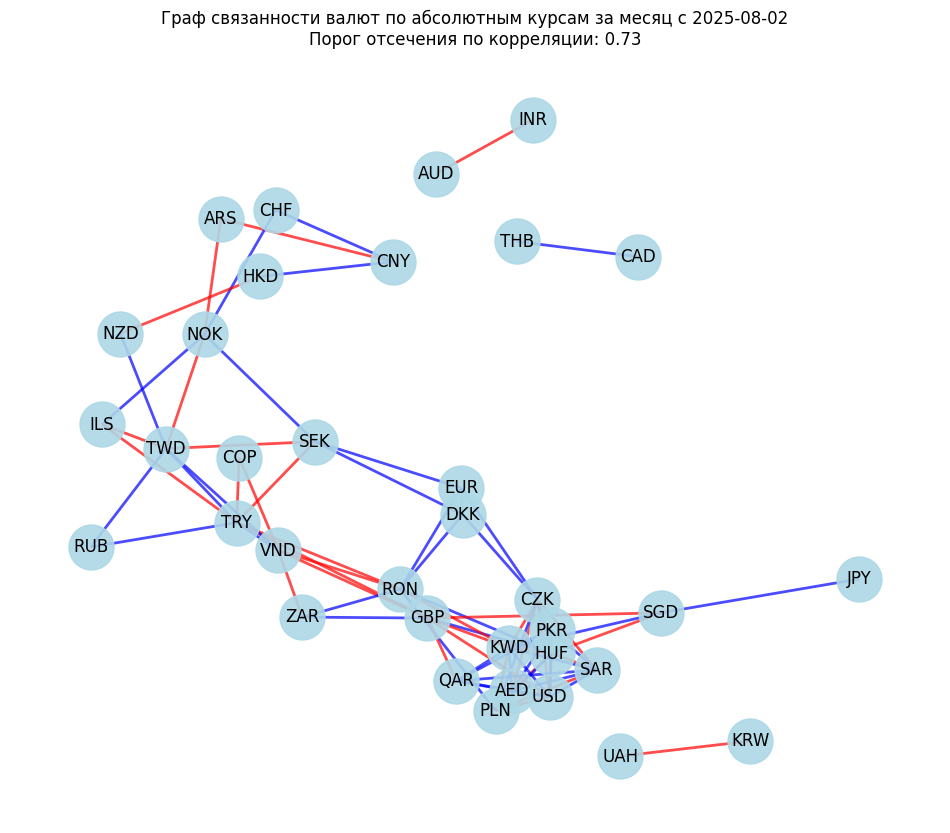 Граф связанности валют по абсолютным курсам за месяц с 2025-08-02
Порог отсечения по корреляции: 0.73
INR
AUD
CHF
ARS
THB
CAD
CNY
HKD
NZD
NOK
ILS
SEK
TWD
COP
EUR
DKK
TRY
RUB
VND
JPY
RON
CZK
SGD
ZAR
GBP
PKR
KWD
HUF
SAR
QAR
AED
USD
PLN
KRW
UAH